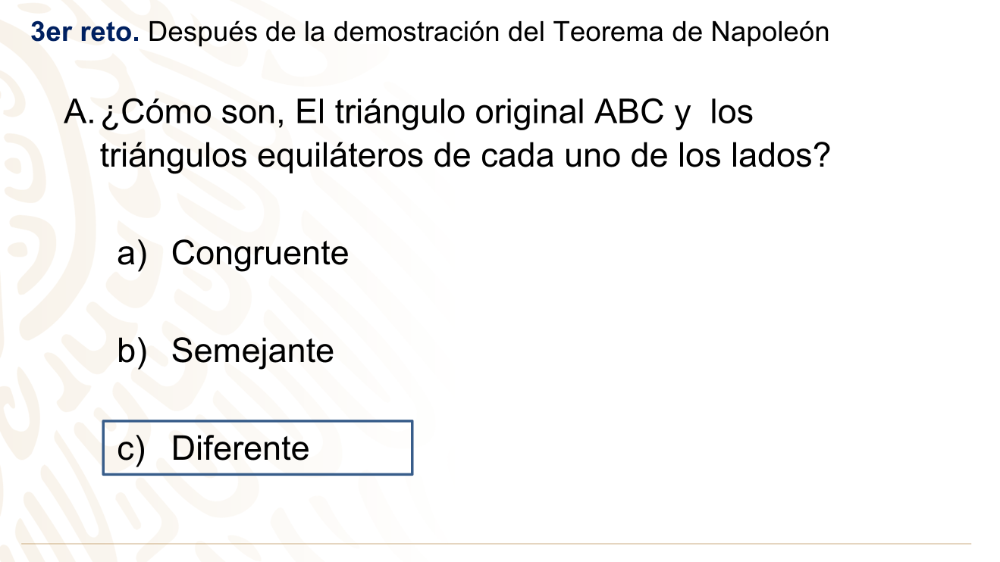 3er reto. Después de la demostración del Teorema de Napoleón
A. ¿Cómo son, El triángulo original ABC y  los
triángulos equiláteros de cada uno de los lados?
a) Congruente
b) Semejante
c) Diferente